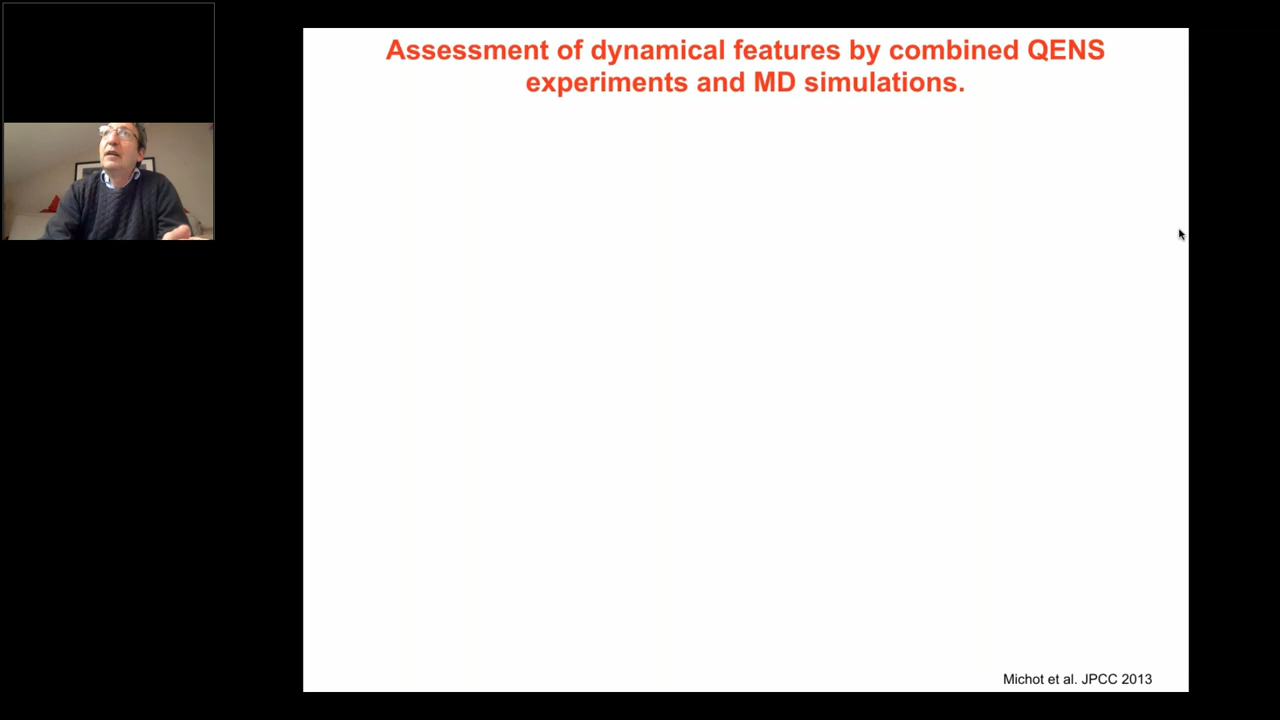 Assessment of dynamical features by combined QENS
experiments and MD simulations.
Michot et al. JPCC 2013